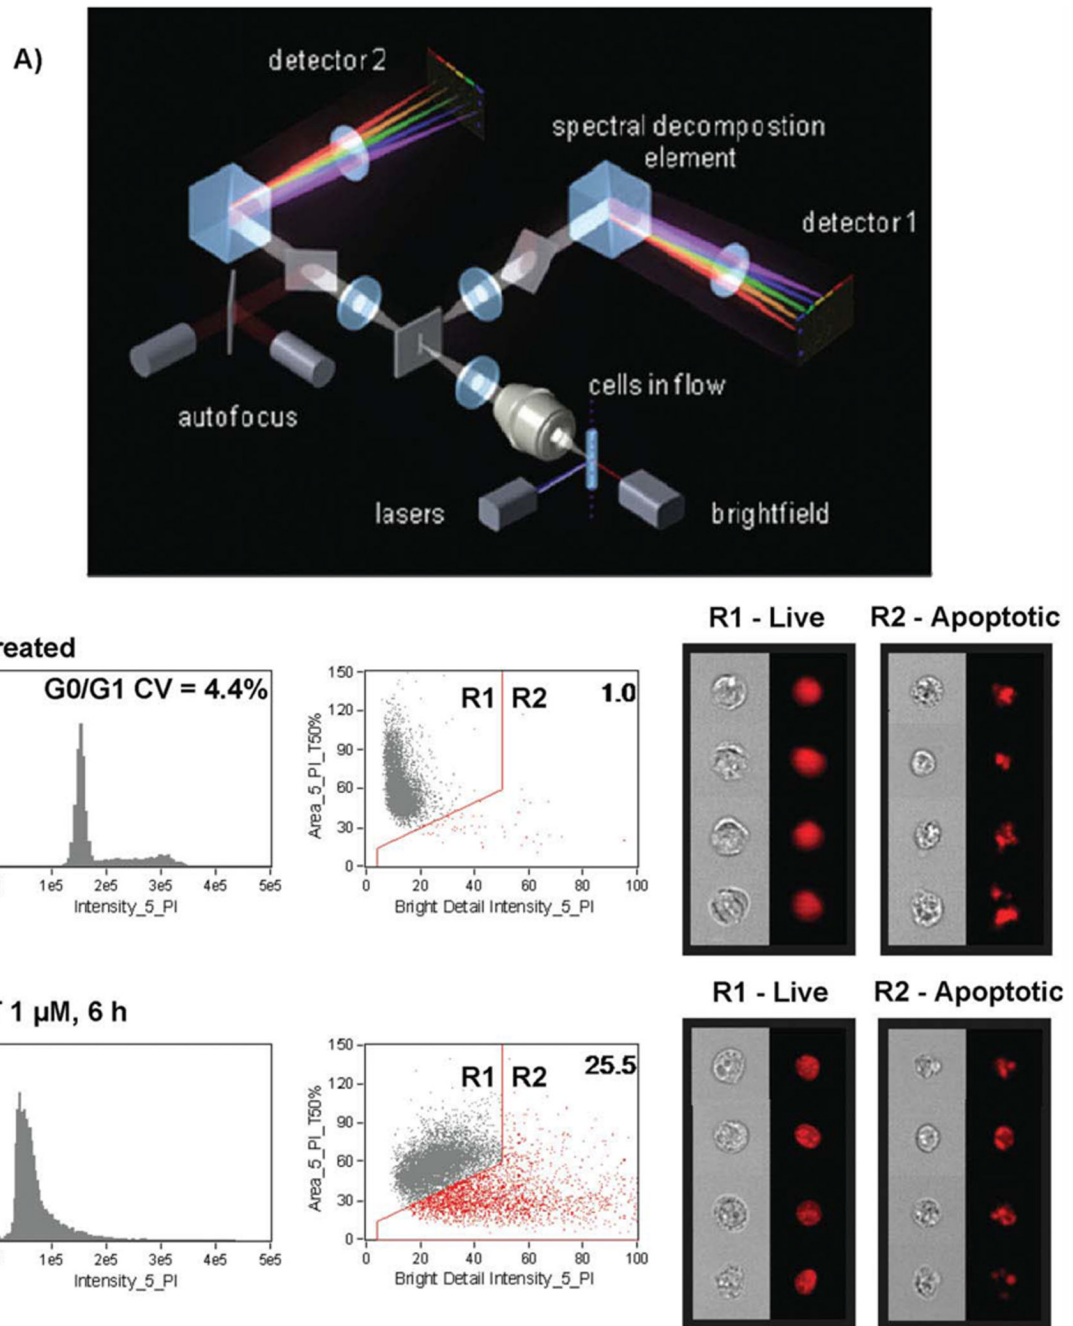 A)
detector 2
spectral decompostion
element
detector 1
cells in flow
autofocus
lasers
brightfield
R1 - Live
R2 - Apoptotic
reated
G0/G1 CV = 4.4%
1e5 2e5 3e5 4e5 5e5
Intensity_5_PI
150
120
90
60
30
0
Area_5_PI_T50%
R1 R2
1.0
0 20 40 60 80 100
Bright Detail Intensity_5_PI
R1 - Live
R2 - Apoptotic
1 µM, 6 h
1e5 2e5 3e5 4e5 5e5
Intensity_5_PI
150
120
90
60
30
0
Area_5_PI_T50%
R1 R2
25.5
0 20 40 60 80 100
Bright Detail Intensity_5_PI